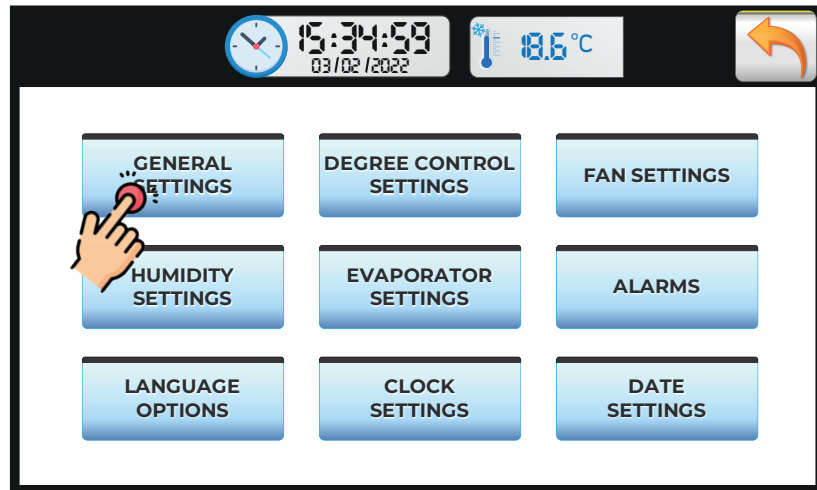 15:34:59
03/02/2022
18.6°C
GENERAL
SETTINGS
DEGREE CONTROL
SETTINGS
FAN SETTINGS
HUMIDITY
SETTINGS
EVAPORATOR
SETTINGS
ALARMS
LANGUAGE
OPTIONS
CLOCK
SETTINGS
DATE
SETTINGS